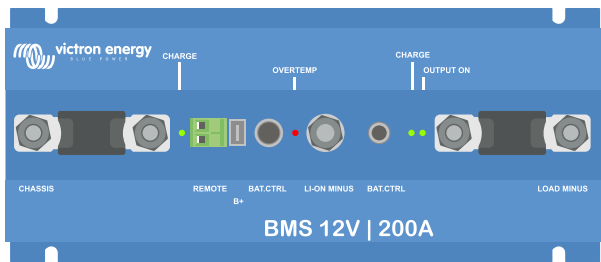 victron energy
BLUE POWER
CHARGE
OVERTEMP
CHARGE
OUTPUT ON
CHASSIS
REMOTE
B+
BAT.CTRL
LI-ON MINUS
BAT.CTRL
LOAD MINUS
BMS 12V | 200A